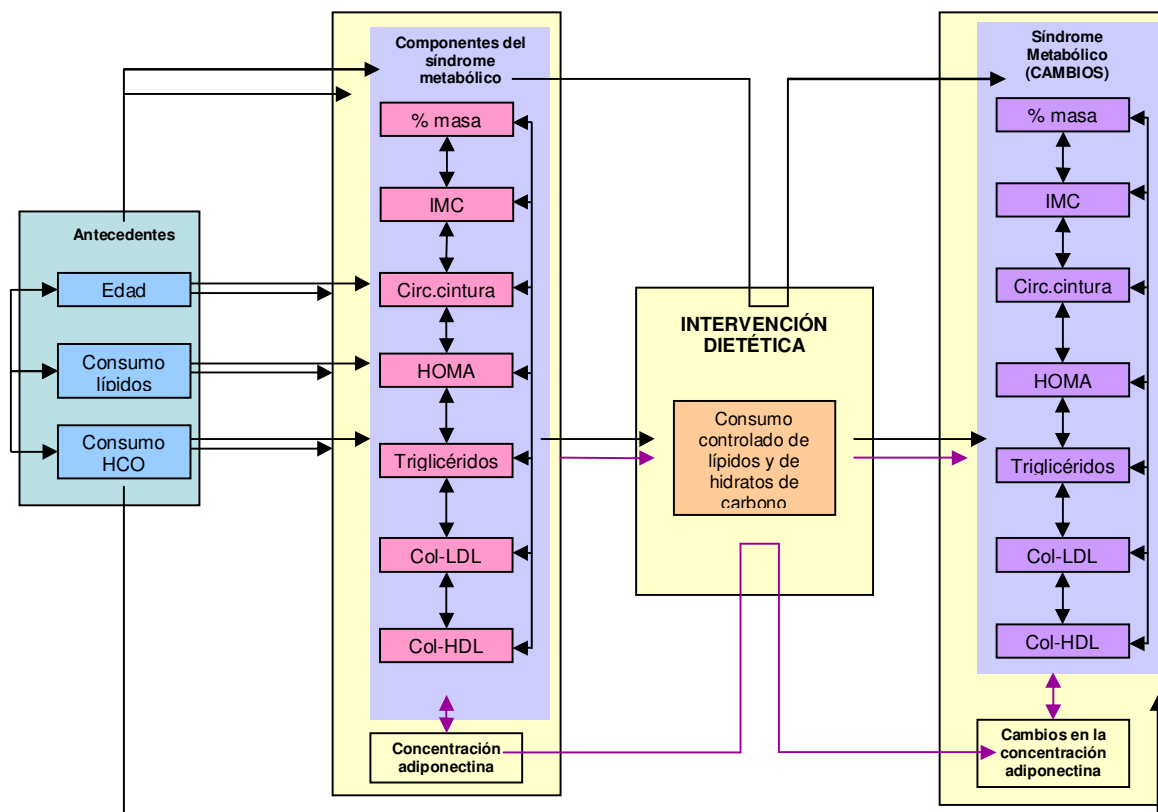 Antecedentes
Edad
Consumo
lípidos
Consumo
HCO
Componentes del
síndrome
metabólico
% masa
IMC
Circ.cintura
HOMA
Triglicéridos
Col-LDL
Col-HDL
Concentración
adiponectina
INTERVENCIÓN
DIETÉTICA
Consumo
controlado de
lípidos y de
hidratos de
carbono
Síndrome
Metabólico
(CAMBIOS)
% masa
IMC
Circ.cintura
HOMA
Triglicéridos
Col-LDL
Col-HDL
Cambios en la
concentración
adiponectina